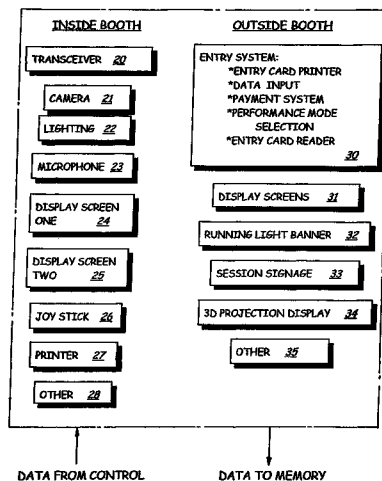 INSIDE BOOTH
TRANSCEIVER 20
CAMERA 21
LIGHTING 22
MICROPHONE 23
DISPLAY SCREEN
ONE 24
DISPLAY SCREEN
TWO 25
JOY STICK 26
PRINTER 27
OTHER 28
OUTSIDE BOOTH
ENTRY SYSTEM:
*ENTRY CARD PRINTER
*DATA INPUT
*PAYMENT SYSTEM
*PERFORMANCE MODE
SELECTION
*ENTRY CARD READER
30
DISPLAY SCREENS 31
RUNNING LIGHT BANNER 32
SESSION SIGNAGE 33
3D PROJECTION DISPLAY 34
OTHER 35
DATA FROM CONTROL
DATA TO MEMORY